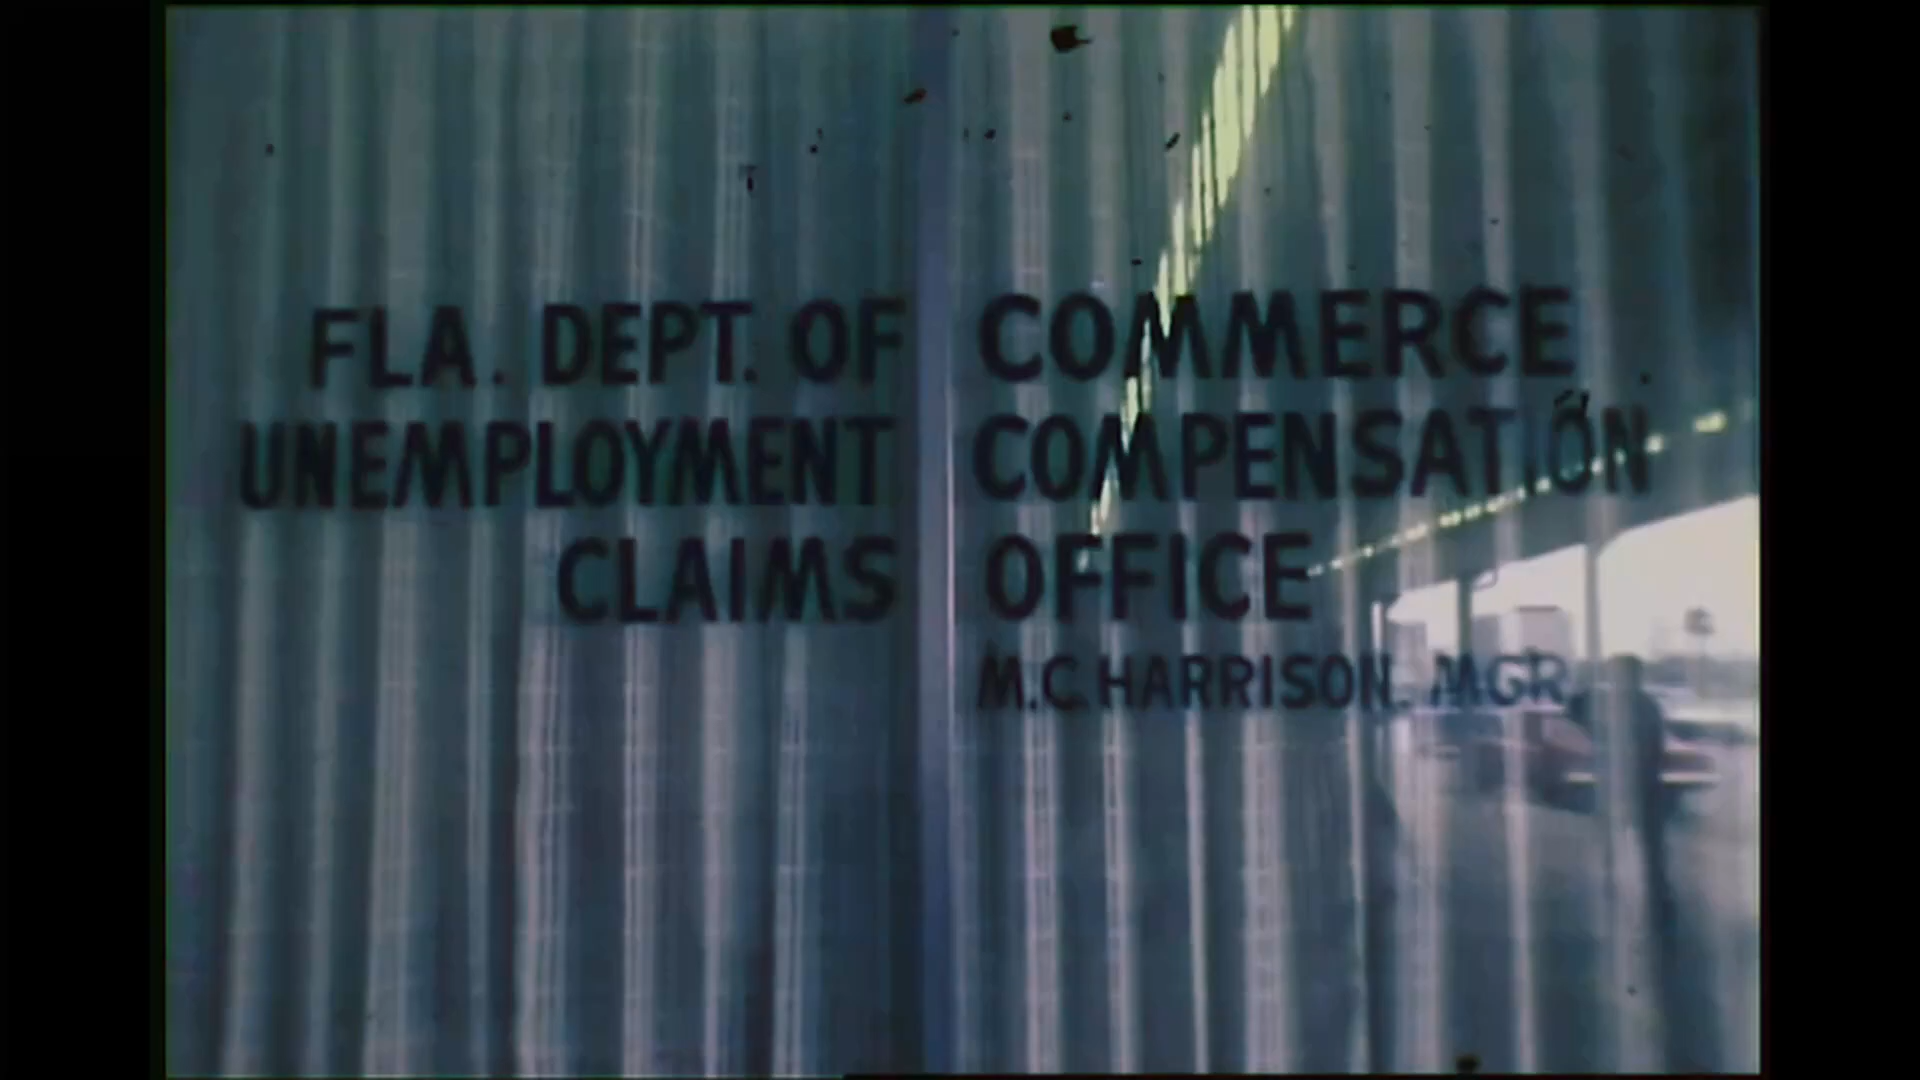 FLA. DEPT. OF COMMERCE
UNEMPLOYMENT COMPENSATION
CLAIMS OFFICE
M.C. HARRISON, MGR